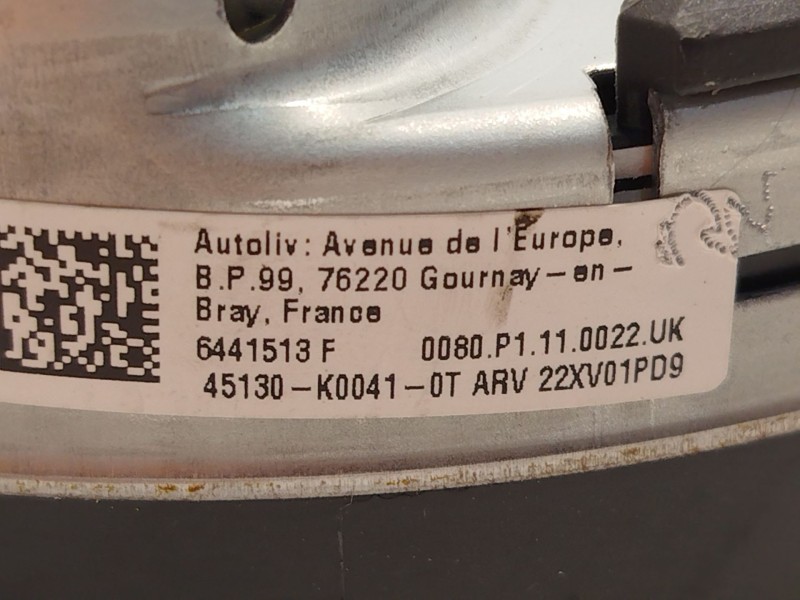 Autoliv: Avenue de l'Europe,
B.P.99, 76220 Gournay-en-
Bray, France
6441513 F 0080.P1.11.0022.UK
45130-K0041-0T ARV 22XV01PD9